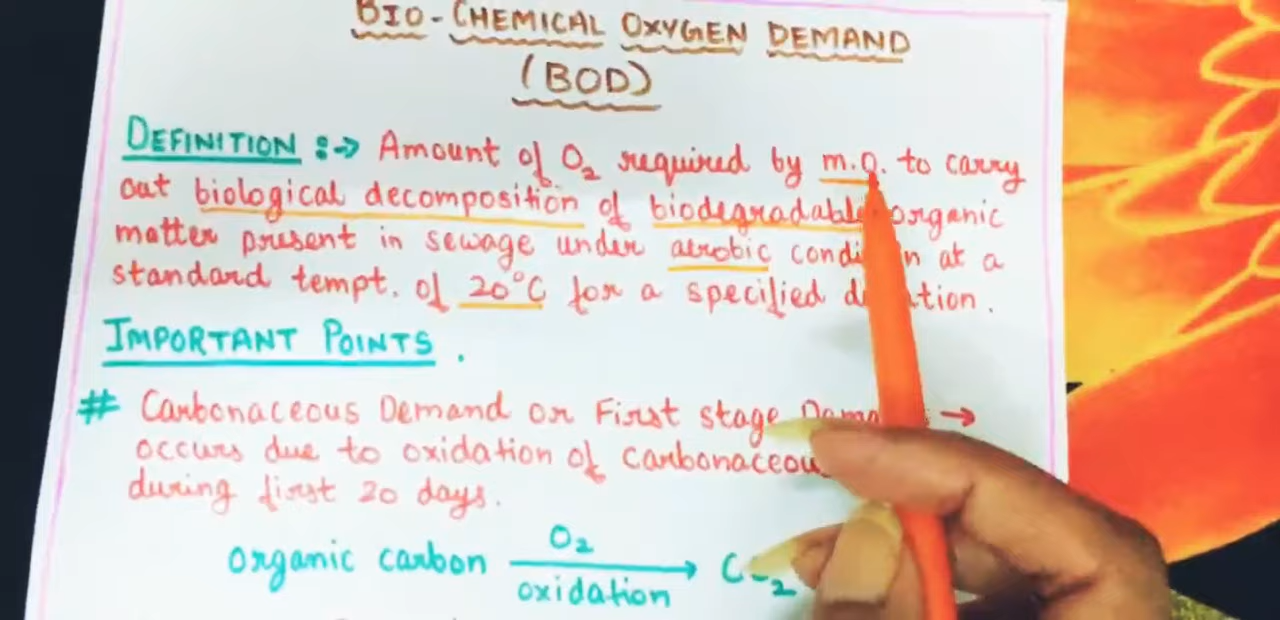 BIO-CHEMICAL OXYGEN DEMAND
(BOD)
DEFINITION :→ Amount of O₂ required by m.o. to carry
out biological decomposition of biodegradable organic
matter present in sewage under aerobic condi n at a
standard tempt. of 20°C for a specified d tion.
IMPORTANT POINTS .
# Carbonaceous Demand or First stage →
occurs due to oxidation of carbonaceou
during first 20 days.
O₂
organic carbon → CO₂
oxidation